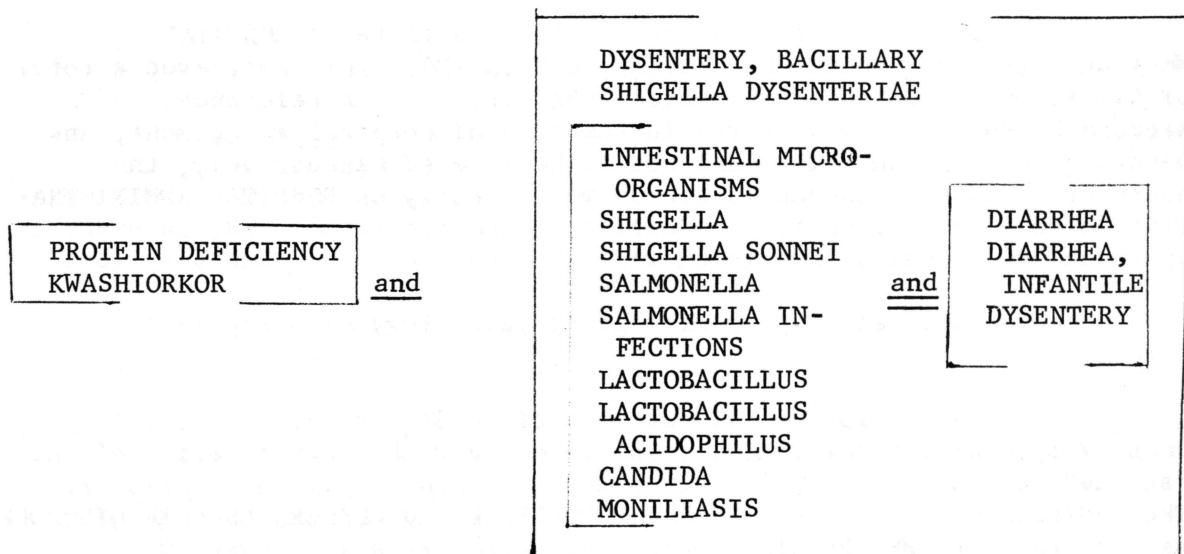 PROTEIN DEFICIENCY
KWASHIORKOR
and
DYSENTERY, BACILLARY
SHIGELLA DYSENTERIAE
INTESTINAL MICRO-
ORGANISMS
SHIGELLA
SHIGELLA SONNEI
SALMONELLA
SALMONELLA IN-
FECTIONS
LACTOBACILLUS
LACTOBACILLUS
ACIDOPHILUS
CANDIDA
MONILIASIS
and
DIARRHEA
DIARRHEA,
INFANTILE
DYSENTERY